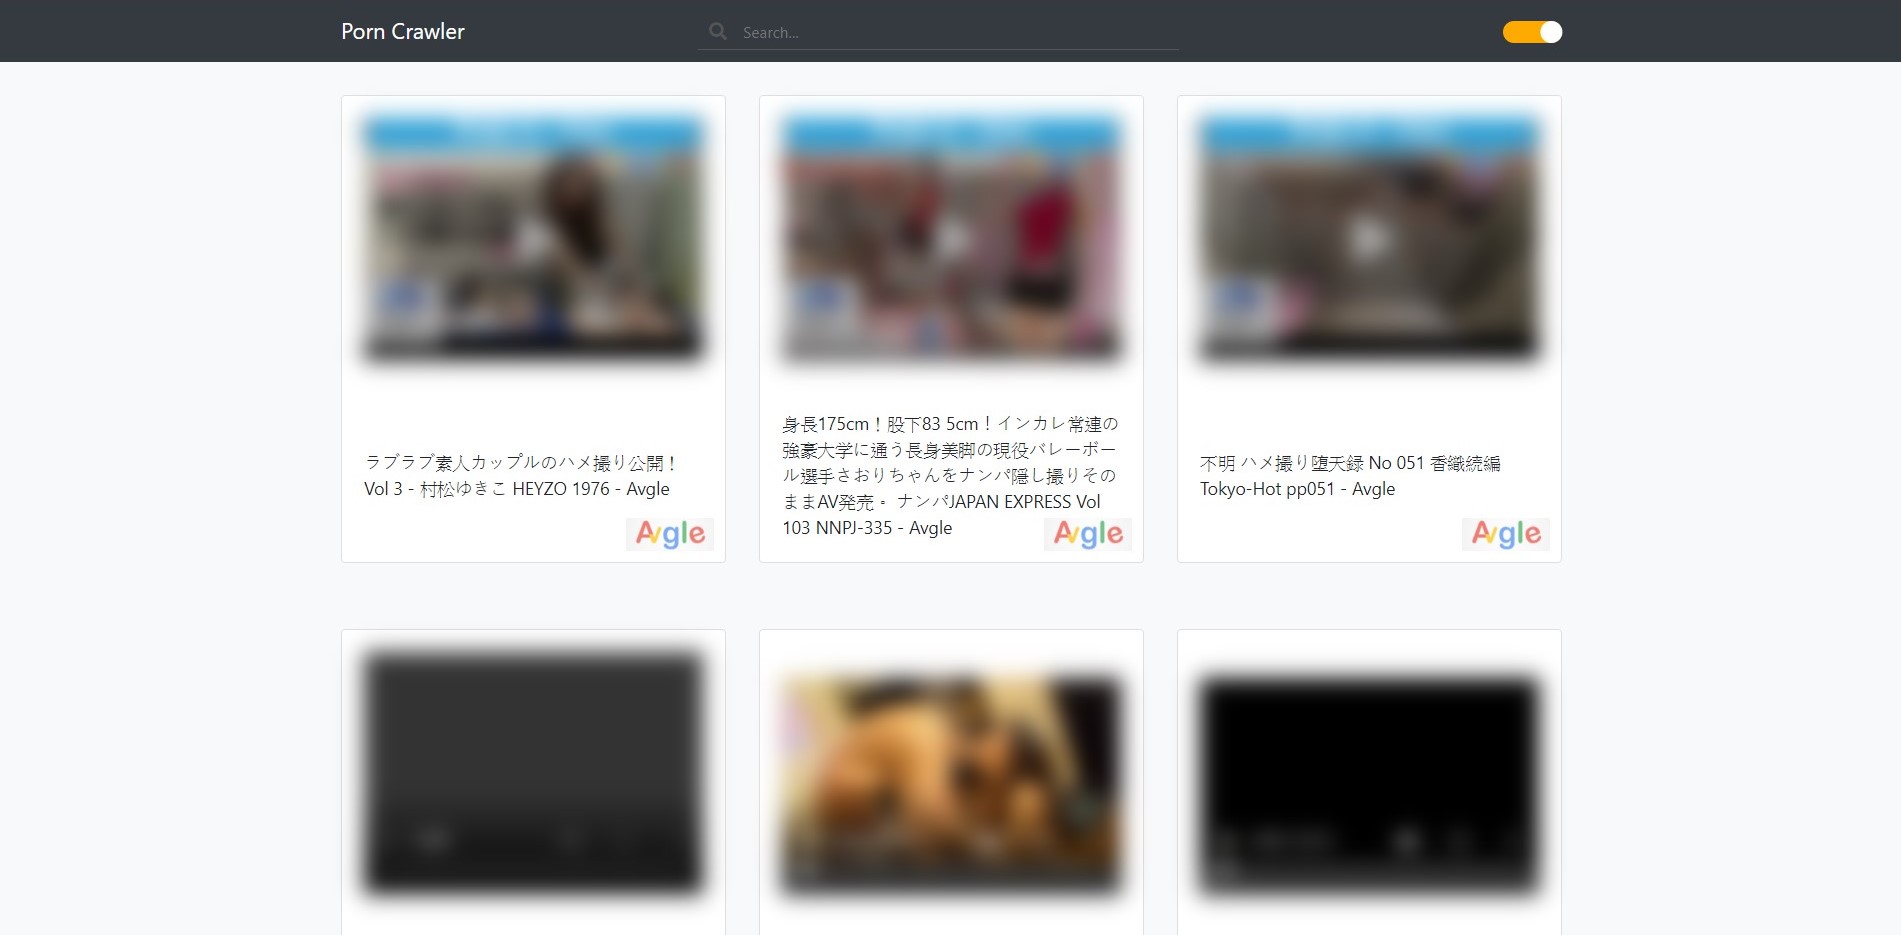 Porn Crawler
Search...
ラブラブ素人カップルのハメ撮り公開！
Vol 3 - 村松ゆきこ HEYZO 1976 - Avgle
Avgle
身長175cm！股下83 5cm！インカレ常連の
強豪大学に通う長身美脚の現役バレーボー
ル選手さおりちゃんをナンパ隠し撮りその
ままAV発売。 ナンパJAPAN EXPRESS Vol
103 NNPJ-335 - Avgle
Avgle
不明 ハメ撮り堕天録 No 051 香織続編
Tokyo-Hot pp051 - Avgle
Avgle